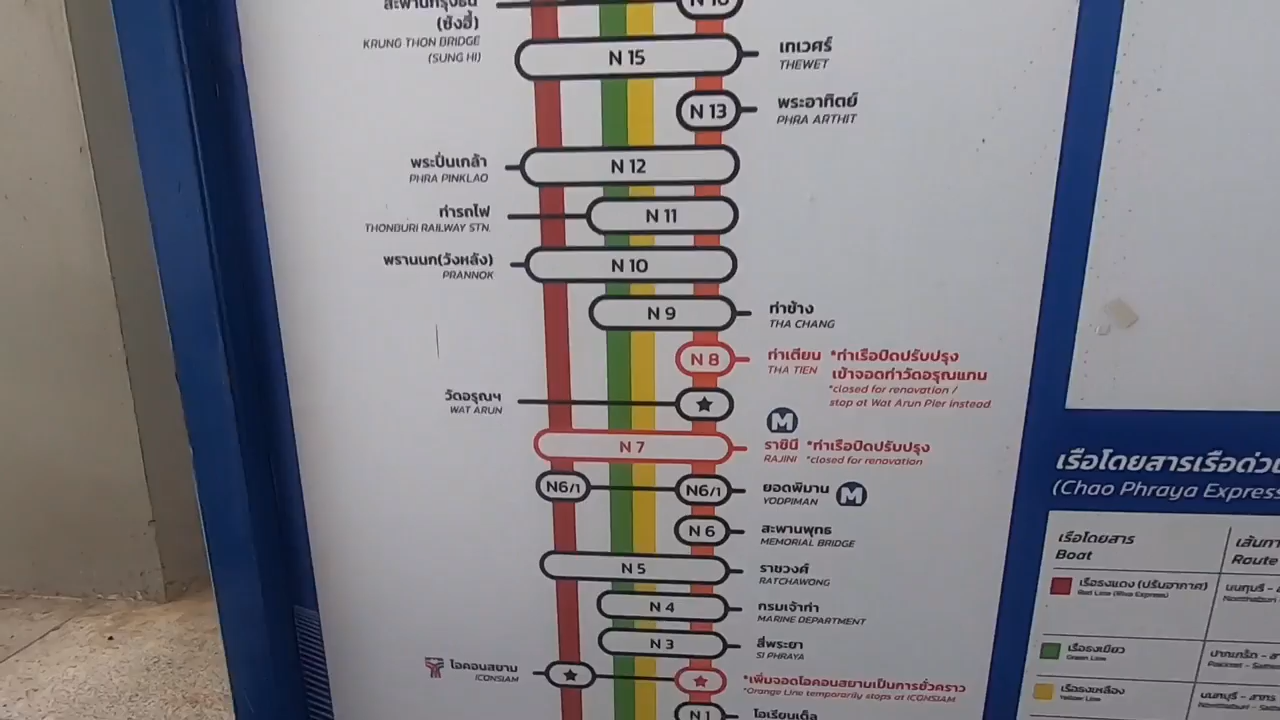 สะพานกรุงธน
(ซังฮี้)
KRUNG THON BRIDGE
(SUNG HI)
N 15
เทเวศร์
THEWET
N 13
พระอาทิตย์
PHRA ARTHIT
พระปิ่นเกล้า
PHRA PINKLAO
N 12
ท่ารถไฟ
THONBURI RAILWAY STN.
N 11
พรานนก(วังหลัง)
PRANNOK
N 10
N 9
ท่าช้าง
THA CHANG
N 8
ท่าเตียน *ท่าเรือปิดปรับปรุง
THA TIEN เข้าจอดท่าวัดอรุณแทน
*closed for renovation /
stop at Wat Arun Pier instead
วัดอรุณฯ
WAT ARUN
M
N 7
ราชินี *ท่าเรือปิดปรับปรุง
RAJINI *closed for renovation
N6/1
N6/1
ยอดพิมาน M
YODPIMAN
N 6
สะพานพุทธ
MEMORIAL BRIDGE
N 5
ราชวงศ์
RATCHAWONG
N 4
กรมเจ้าท่า
MARINE DEPARTMENT
N 3
สี่พระยา
SI PHRAYA
ไอคอนสยาม
ICONSIAM
*เพิ่มจอดไอคอนสยามเป็นการชั่วคราว
*Orange Line temporarily stops at ICONSIAM
N 1
โอเรียนเต็ล
เรือโดยสารเรือด่วน
(Chao Phraya Express
เรือโดยสาร
Boat
Route
เรือธงแดง (ปรับอากาศ)
Red Line (Riva Express)
นนทบุรี -
เรือธงเขียว
Green Line
ปากเกร็ด -
เรือธงเหลือง
Yellow Line
นนทบุรี - สาทร